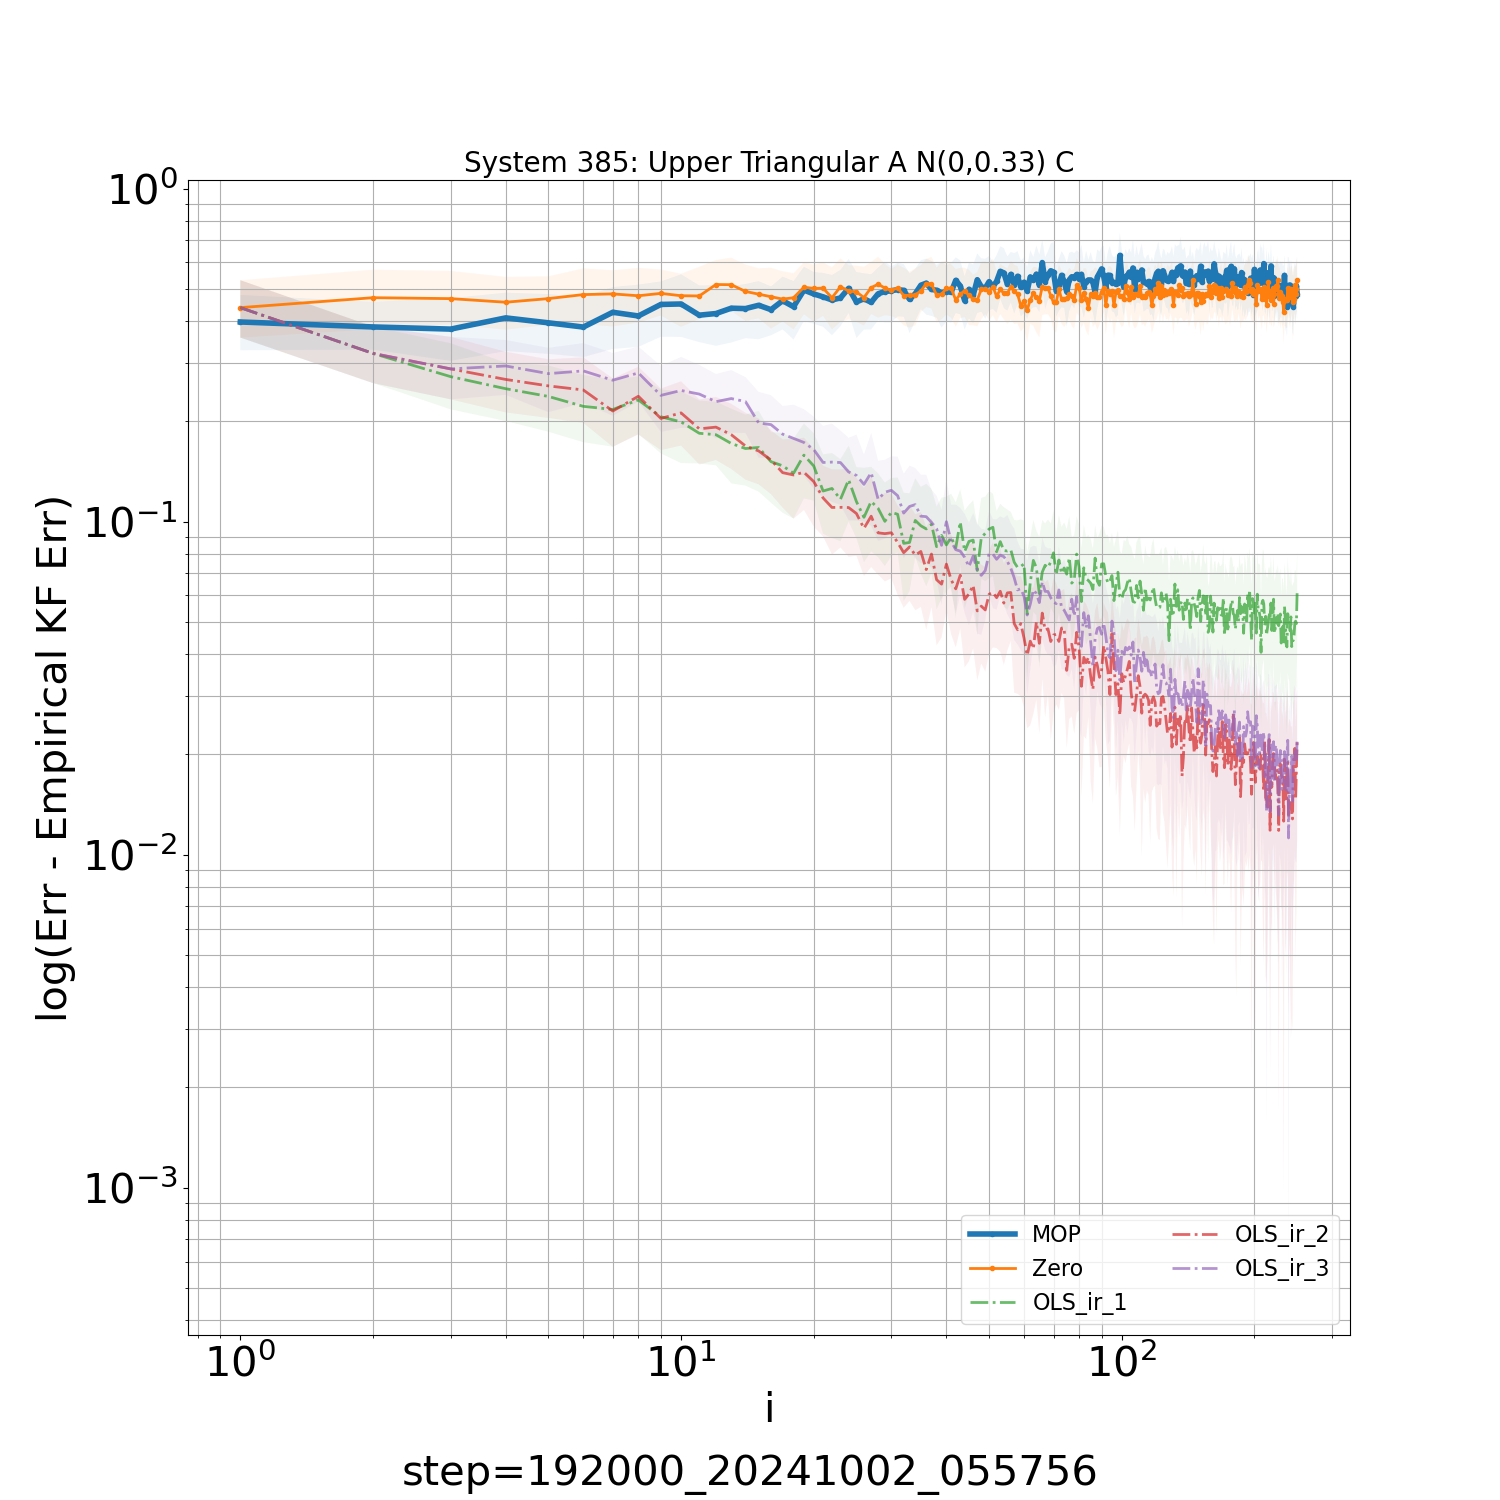 System 385: Upper Triangular A N(0,0.33) C
10⁰
10⁻¹
10⁻²
10⁻³
log(Err - Empirical KF Err)
MOP
Zero
OLS_ir_1
OLS_ir_2
OLS_ir_3
10⁰ 10¹ 10²
i
step=192000_20241002_055756